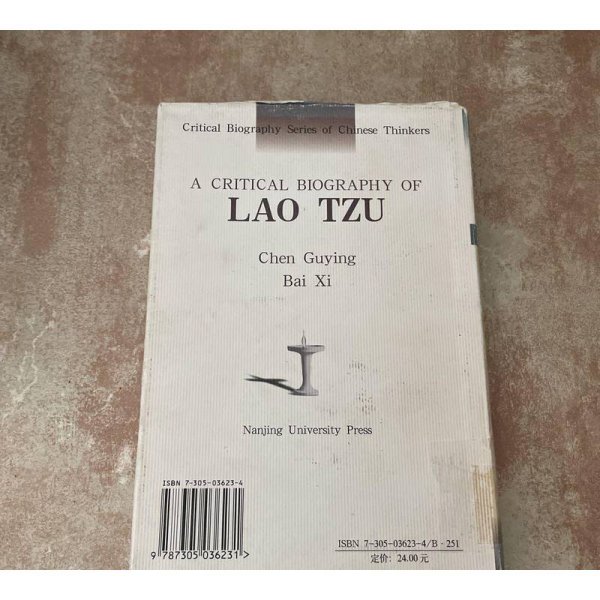 Critical Biography Series of Chinese Thinkers
A CRITICAL BIOGRAPHY OF
LAO TZU
Chen Guying
Bai Xi
Nanjing University Press
ISBN 7-305-03623-4
9 787305 036231>
ISBN 7-305-03623-4/B·251
定价：24.00 元